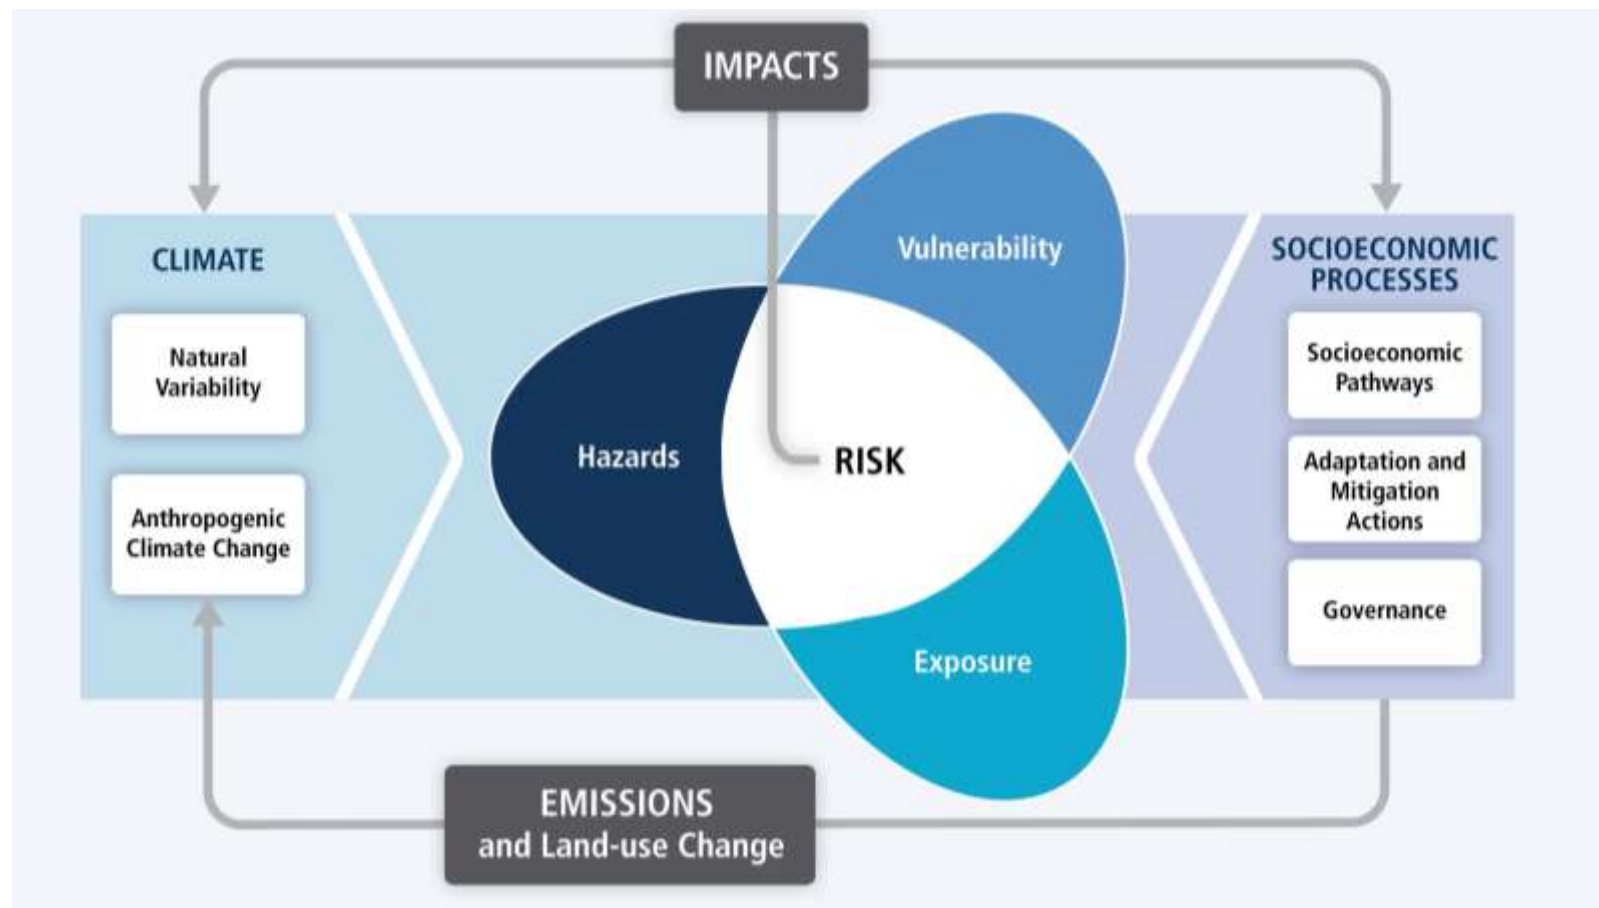 IMPACTS
CLIMATE
Natural
Variability
Anthropogenic
Climate Change
Hazards
Vulnerability
RISK
Exposure
SOCIOECONOMIC
PROCESSES
Socioeconomic
Pathways
Adaptation and
Mitigation
Actions
Governance
EMISSIONS
and Land-use Change